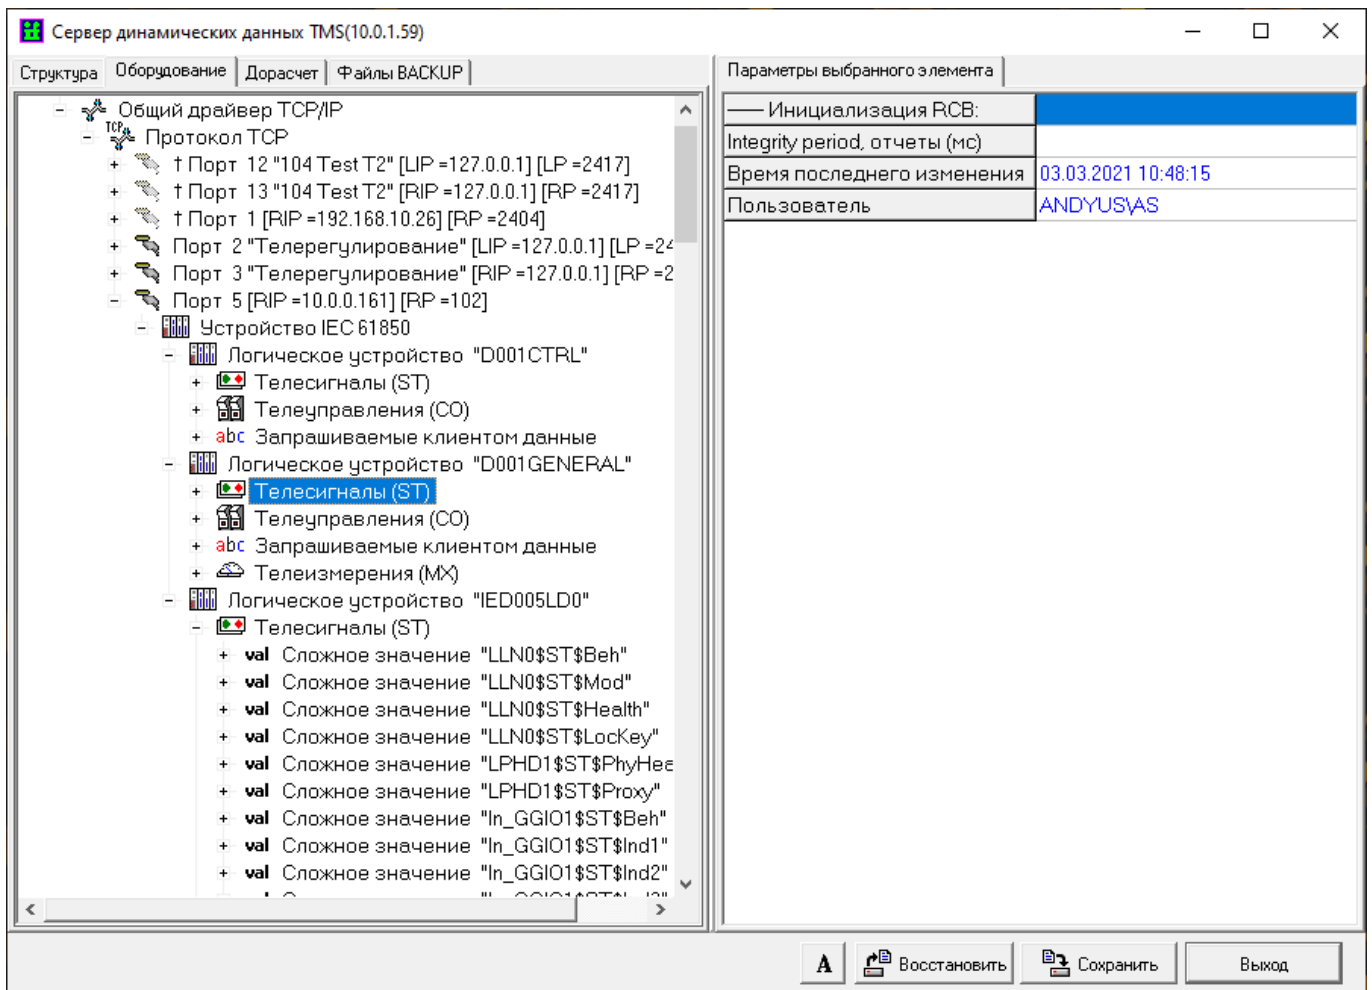 Сервер динамических данных TMS(10.0.1.59)
Структура Оборудование Дорасчет Файлы BACKUP
Общий драйвер TCP/IP
TCP
Протокол TCP
† Порт 12 "104 Test T2" [LIP =127.0.0.1] [LP =2417]
† Порт 13 "104 Test T2" [RIP =127.0.0.1] [RP =2417]
† Порт 1 [RIP =192.168.10.26] [RP =2404]
Порт 2 "Телерегулирование" [LIP =127.0.0.1] [LP =24
Порт 3 "Телерегулирование" [RIP =127.0.0.1] [RP =2
Порт 5 [RIP =10.0.0.161] [RP =102]
Устройство IEC 61850
Логическое устройство "D001CTRL"
Телесигналы (ST)
Телеуправления (CO)
abc Запрашиваемые клиентом данные
Логическое устройство "D001GENERAL"
Телесигналы (ST)
Телеуправления (CO)
abc Запрашиваемые клиентом данные
Телеизмерения (MX)
Логическое устройство "IED005LD0"
Телесигналы (ST)
val Сложное значение "LLN0$ST$Beh"
val Сложное значение "LLN0$ST$Mod"
val Сложное значение "LLN0$ST$Health"
val Сложное значение "LLN0$ST$LocKey"
val Сложное значение "LPHD1$ST$PhyHea
val Сложное значение "LPHD1$ST$Proxy"
val Сложное значение "In_GGIO1$ST$Beh"
val Сложное значение "In_GGIO1$ST$Ind1"
val Сложное значение "In_GGIO1$ST$Ind2"
Параметры выбранного элемента
—— Инициализация RCB:
Integrity period, отчеты (мс)
Время последнего изменения 03.03.2021 10:48:15
Пользователь ANDYUS\AS
A Восстановить Сохранить Выход